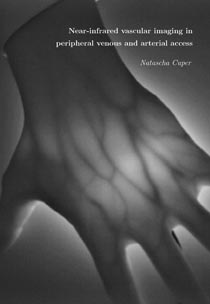 Near-infrared vascular imaging in
peripheral venous and arterial access
Natascha Cuper